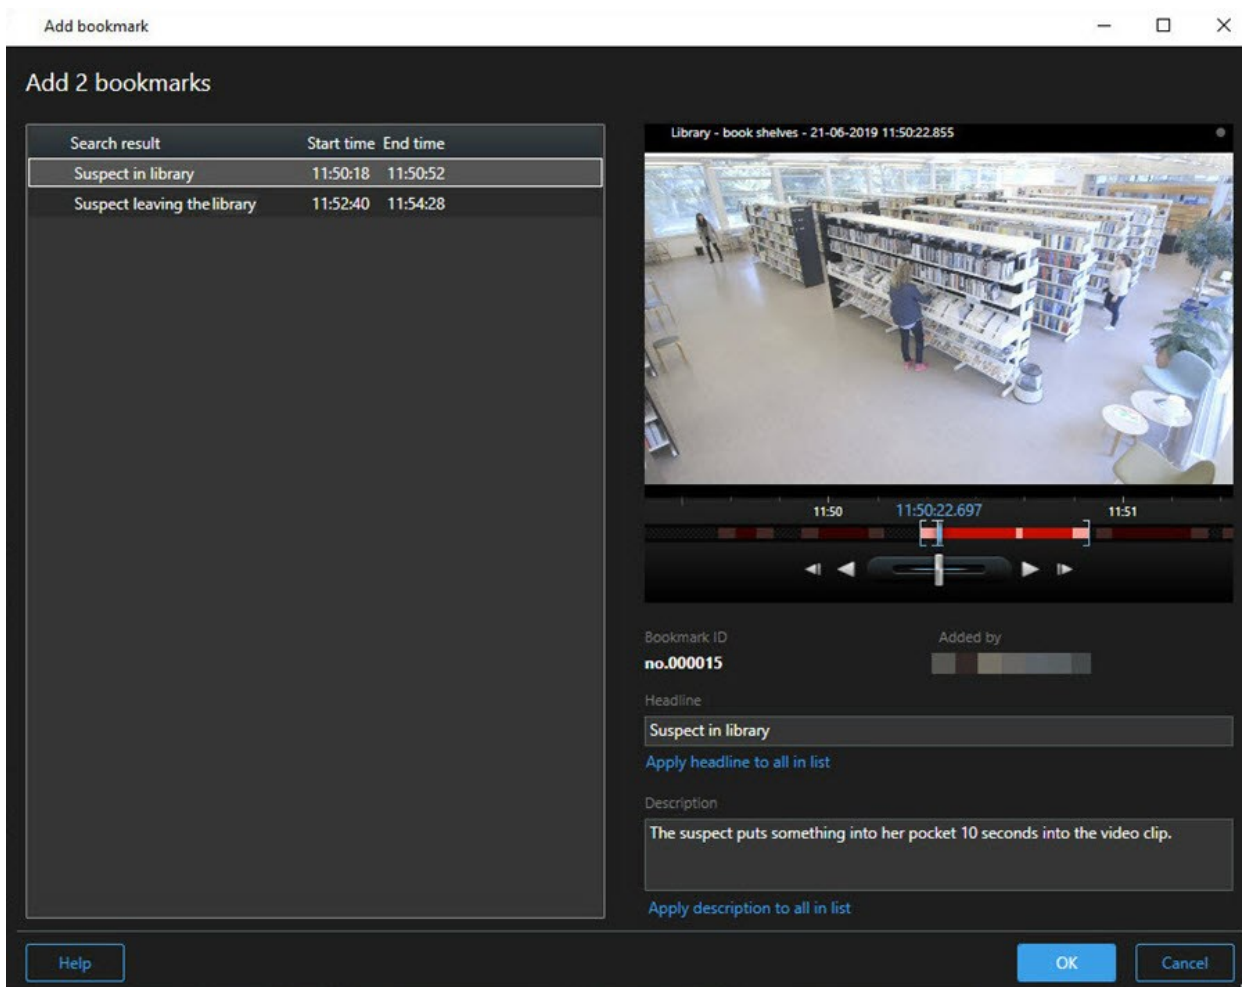 Add bookmark
Add 2 bookmarks
Search result Start time End time
Suspect in library 11:50:18 11:50:52
Suspect leaving the library 11:52:40 11:54:28
Library - book shelves - 21-06-2019 11:50:22.855
11:50 11:50:22.697 11:51
Bookmark ID Added by
no.000015
Headline
Suspect in library
Apply headline to all in list
Description
The suspect puts something into her pocket 10 seconds into the video clip.
Apply description to all in list
Help OK Cancel